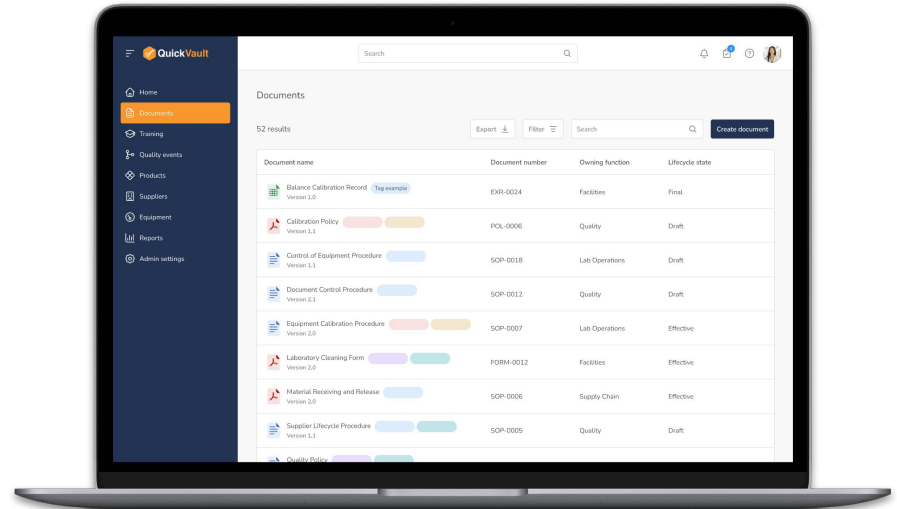 QuickVault
Search
2
Home
Documents
Training
Quality events
Products
Suppliers
Equipment
Reports
Admin settings
Documents
52 results
Export
Filter
Search
Create document
Document name
Document number
Owning function
Lifecycle state
Balance Calibration Record
Tag example
Version 1.0
EXR-0024
Facilities
Final
Calibration Policy
Version 1.1
POL-0006
Quality
Draft
Control of Equipment Procedure
Version 1.1
SOP-0018
Lab Operations
Draft
Document Control Procedure
Version 2.1
SOP-0012
Quality
Draft
Equipment Calibration Procedure
Version 2.0
SOP-0007
Lab Operations
Effective
Laboratory Cleaning Form
Version 2.0
FORM-0012
Facilities
Effective
Material Receiving and Release
Version 2.0
SOP-0006
Supply Chain
Effective
Supplier Lifecycle Procedure
Version 1.1
SOP-0005
Quality
Draft
Quality Policy